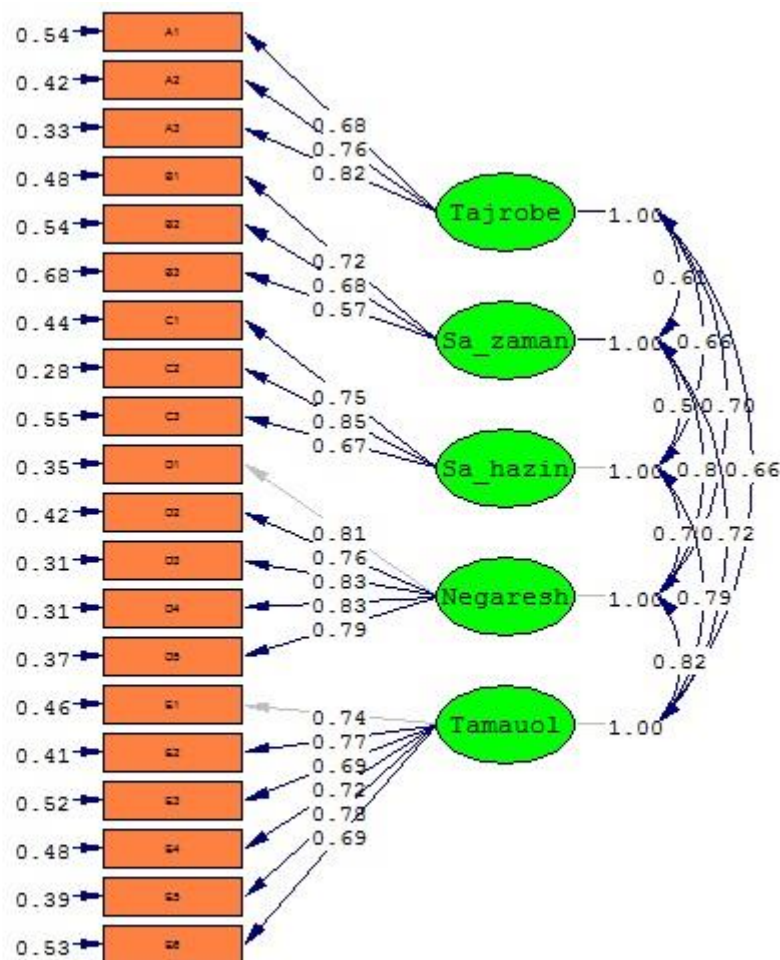 0.54 A1
0.42 A2
0.33 A3
0.48 B1
0.54 B2
0.68 B3
0.44 C1
0.28 C2
0.55 C3
0.35 D1
0.42 D2
0.31 D3
0.31 D4
0.37 D5
0.46 E1
0.41 E2
0.52 E3
0.48 E4
0.39 E5
0.53 E6
0.68
0.76
0.82
0.72
0.68
0.57
0.75
0.85
0.67
0.81
0.76
0.83
0.83
0.79
0.74
0.77
0.69
0.72
0.78
0.69
Tajrobe 1.00
Sa_zaman 1.00
Sa_hazin 1.00
Negaresh 1.00
Tamauol 1.00
0.66
0.70
0.66
0.72
0.79
0.82